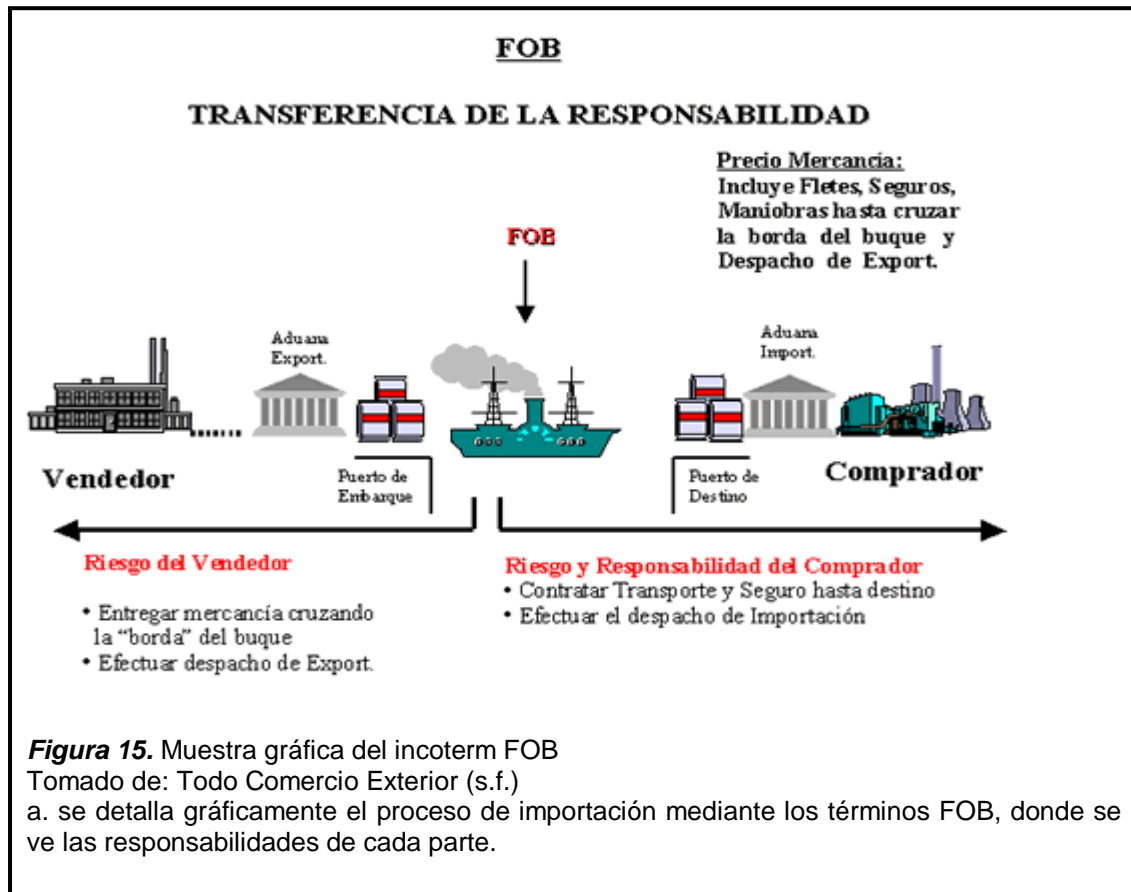 FOB
TRANSFERENCIA DE LA RESPONSABILIDAD
Precio Mercancía:
Incluye Fletes, Seguros,
Maniobras hasta cruzar
la borda del buque y
Despacho de Export.
FOB
Aduana
Export.
Aduana
Import.
Vendedor
Puerto de
Embarque
Puerto de
Destino
Comprador
Riesgo del Vendedor
• Entregar mercancía cruzando
la "borda" del buque
• Efectuar despacho de Export.
Riesgo y Responsabilidad del Comprador
• Contratar Transporte y Seguro hasta destino
• Efectuar el despacho de Importación
Figura 15. Muestra gráfica del incoterm FOB
Tomado de: Todo Comercio Exterior (s.f.)
a. se detalla gráficamente el proceso de importación mediante los términos FOB, donde se
ve las responsabilidades de cada parte.